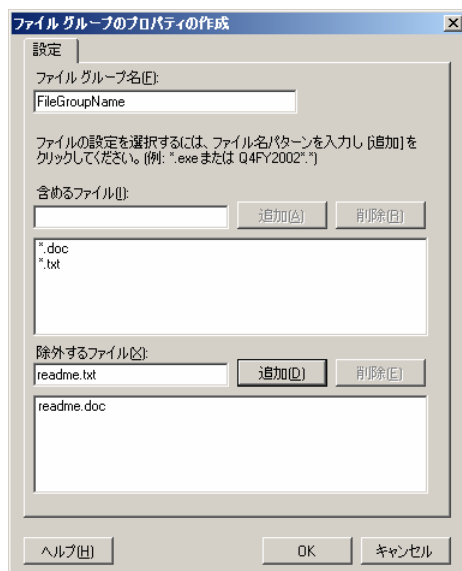 ファイル グループのプロパティの作成
設定
ファイル グループ名(F):
FileGroupName
ファイルの設定を選択するには、ファイル名パターンを入力し [追加] を
クリックしてください。(例: *.exe または Q4FY2002*.*)
含めるファイル(I):
追加(A)
削除(R)
*.doc
*.txt
除外するファイル(X):
readme.txt
追加(D)
削除(E)
readme.doc
ヘルプ(H)
OK
キャンセル